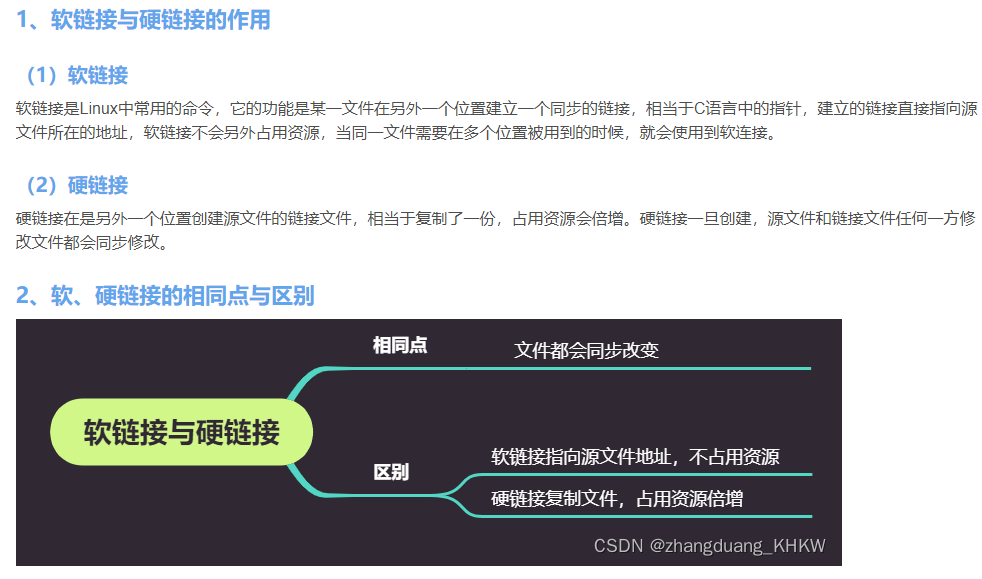 1、软链接与硬链接的作用
（1）软链接
软链接是Linux中常用的命令，它的功能是某一文件在另外一个位置建立一个同步的链接，相当于C语言中的指针，建立的链接直接指向源
文件所在的地址，软链接不会另外占用资源，当同一文件需要在多个位置被用到的时候，就会使用到软连接。
（2）硬链接
硬链接在是另外一个位置创建源文件的链接文件，相当于复制了一份，占用资源会倍增。硬链接一旦创建，源文件和链接文件任何一方修
改文件都会同步修改。
2、软、硬链接的相同点与区别
相同点
文件都会同步改变
软链接与硬链接
区别
软链接指向源文件地址，不占用资源
硬链接复制文件，占用资源倍增
CSDN @zhangduang_KHKW